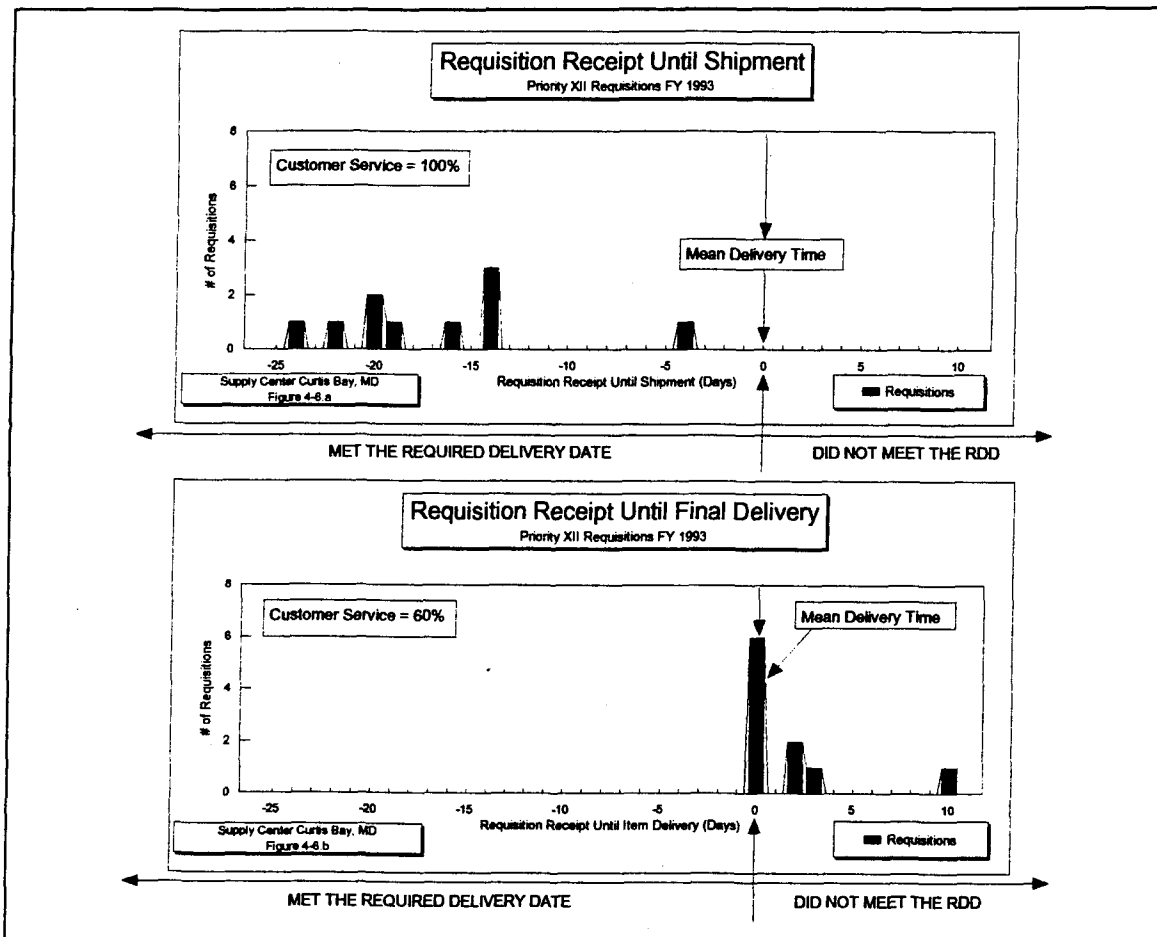 Requisition Receipt Until Shipment
Priority XII Requisitions FY 1993
8
Customer Service = 100%
6
# of Requisitions
4
Mean Delivery Time
2
0
-25 -20 -15 -10 -5 0 5 10
Supply Center Curtis Bay, MD
Figure 4-6.a
Requisition Receipt Until Shipment (Days)
Requisitions
MET THE REQUIRED DELIVERY DATE
DID NOT MEET THE RDD
Requisition Receipt Until Final Delivery
Priority XII Requisitions FY 1993
8
Customer Service = 60%
Mean Delivery Time
6
# of Requisitions
4
2
0
-25 -20 -15 -10 -5 0 5 10
Supply Center Curtis Bay, MD
Figure 4-6.b
Requisition Receipt Until Item Delivery (Days)
Requisitions
MET THE REQUIRED DELIVERY DATE
DID NOT MEET THE RDD